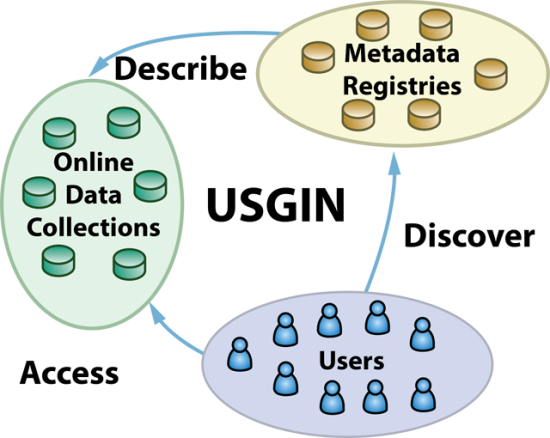 Metadata
Registries
Describe
Online
Data
Collections
USGIN
Discover
Users
Access